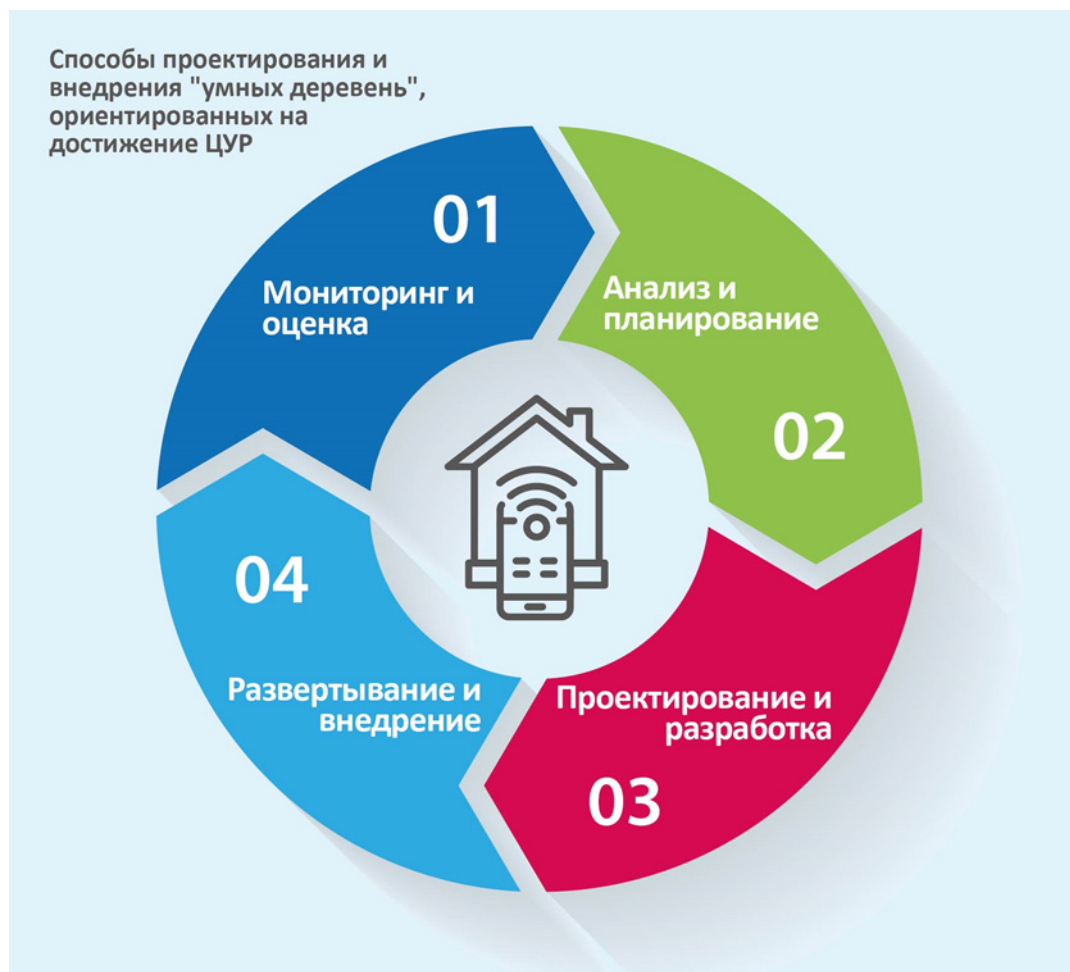 Способы проектирования и
внедрения "умных деревень",
ориентированных на
достижение ЦУР
01
Мониторинг и
оценка
Анализ и
планирование
02
Проектирование и
разработка
03
04
Развертывание и
внедрение